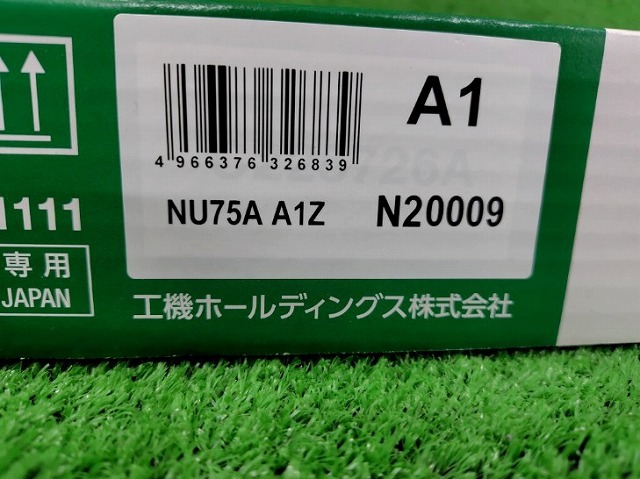 A1
4 966376 326839
NU75A A1Z N20009
111
専用
JAPAN
工機ホールディングス株式会社